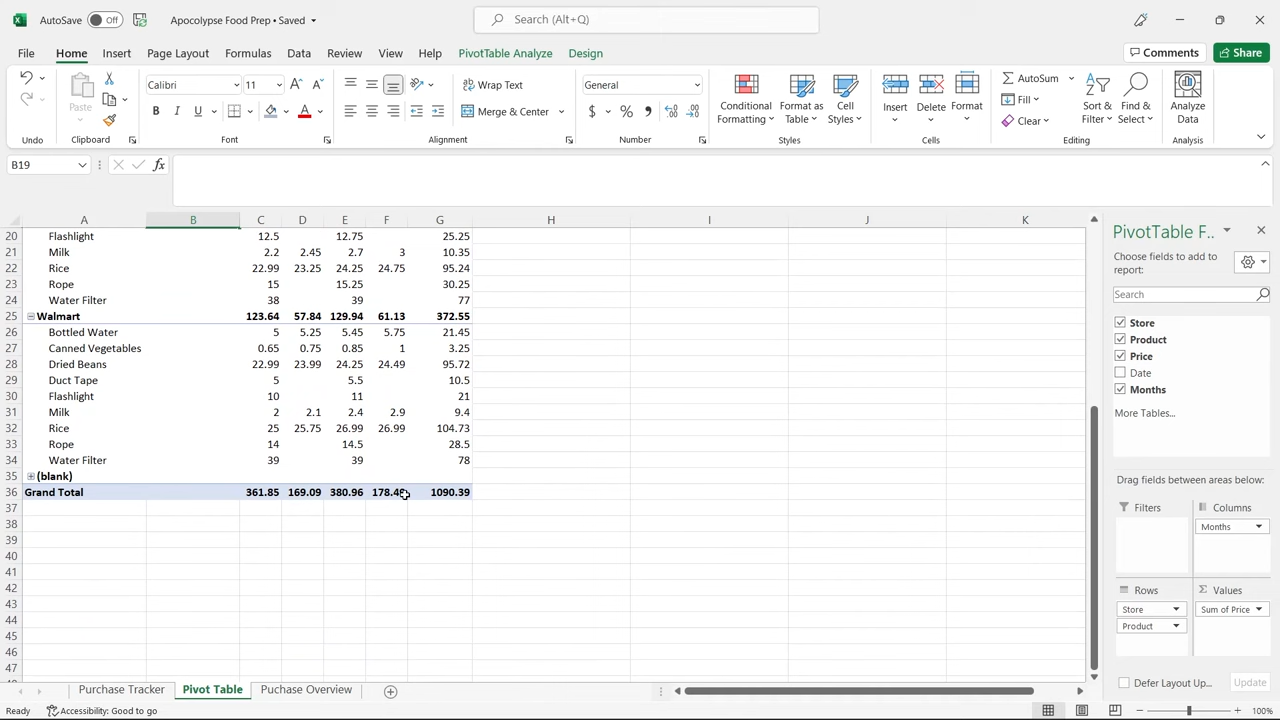 AutoSave Off Apocolypse Food Prep • Saved Search (Alt+Q)
File Home Insert Page Layout Formulas Data Review View Help PivotTable Analyze Design Comments Share
Paste Calibri 11 Wrap Text General Conditional Format as Cell Insert Delete Format AutoSum Sort & Find & Analyze
Merge & Center Formatting Table Styles Fill Filter Select Data
Clear
Undo Clipboard Font Alignment Number Styles Cells Editing Analysis
B19 fx
A B C D E F G H I J K
20 Flashlight 12.5 12.75 25.25
21 Milk 2.2 2.45 2.7 3 10.35
22 Rice 22.99 23.25 24.25 24.75 95.24
23 Rope 15 15.25 30.25
24 Water Filter 38 39 77
25 Walmart 123.64 57.84 129.94 61.13 372.55
26 Bottled Water 5 5.25 5.45 5.75 21.45
27 Canned Vegetables 0.65 0.75 0.85 1 3.25
28 Dried Beans 22.99 23.99 24.25 24.49 95.72
29 Duct Tape 5 5.5 10.5
30 Flashlight 10 11 21
31 Milk 2 2.1 2.4 2.9 9.4
32 Rice 25 25.75 26.99 26.99 104.73
33 Rope 14 14.5 28.5
34 Water Filter 39 39 78
35 (blank)
36 Grand Total 361.85 169.09 380.96 1090.39
37
38
39
40
41
42
43
44
45
46
47
PivotTable F..
Choose fields to add to
report:
Search
Store
Product
Price
Date
Months
More Tables...
Drag fields between areas below:
Filters Columns
Months
Rows Values
Store Sum of Price
Product
Defer Layout Up... Update
Purchase Tracker Pivot Table Puchase Overview
Ready Accessibility: Good to go 100%